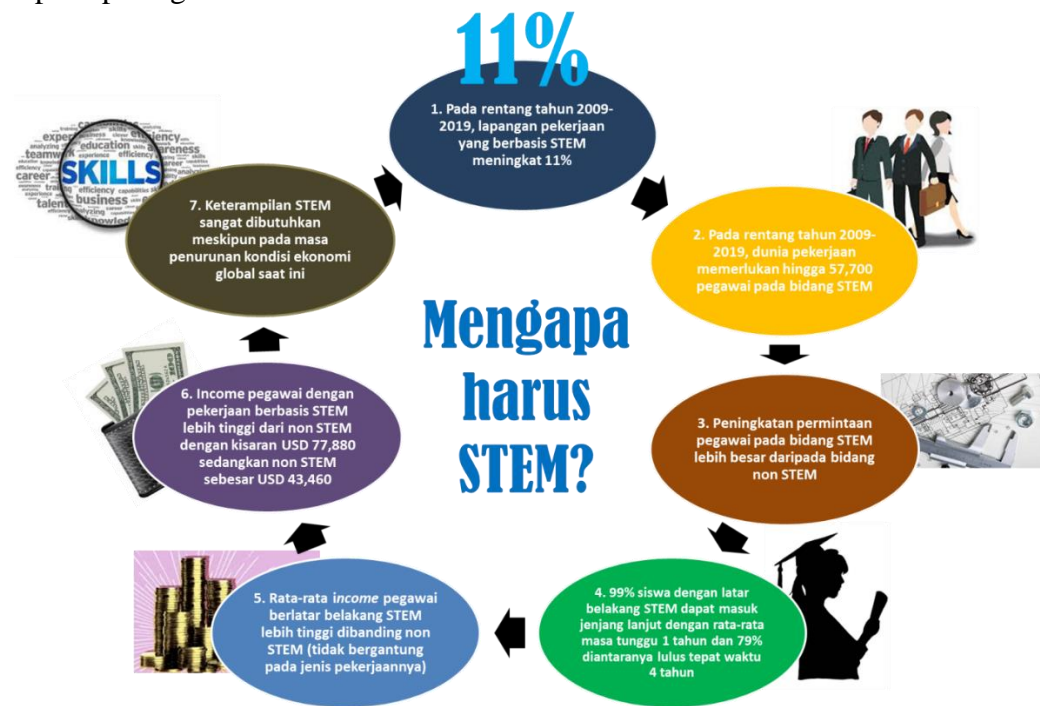 11%
1. Pada rentang tahun 2009-
2019, lapangan pekerjaan
yang berbasis STEM
meningkat 11%
2. Pada rentang tahun 2009-
2019, dunia pekerjaan
memerlukan hingga 57,700
pegawai pada bidang STEM
3. Peningkatan permintaan
pegawai pada bidang STEM
lebih besar daripada bidang
non STEM
4. 99% siswa dengan latar
belakang STEM dapat masuk
jenjang lanjut dengan rata-rata
masa tunggu 1 tahun dan 79%
diantaranya lulus tepat waktu
4 tahun
5. Rata-rata income pegawai
berlatar belakang STEM
lebih tinggi dibanding non
STEM (tidak bergantung
pada jenis pekerjaannya)
6. Income pegawai dengan
pekerjaan berbasis STEM
lebih tinggi dari non STEM
dengan kisaran USD 77,880
sedangkan non STEM
sebesar USD 43,460
7. Keterampilan STEM
sangat dibutuhkan
meskipun pada masa
penurunan kondisi ekonomi
global saat ini
Mengapa
harus
STEM?
education skills
experience efficiency
SKILLS
efficiency
business